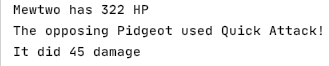 Mewtwo has 322 HP
The opposing Pidgeot used Quick Attack!
It did 45 damage